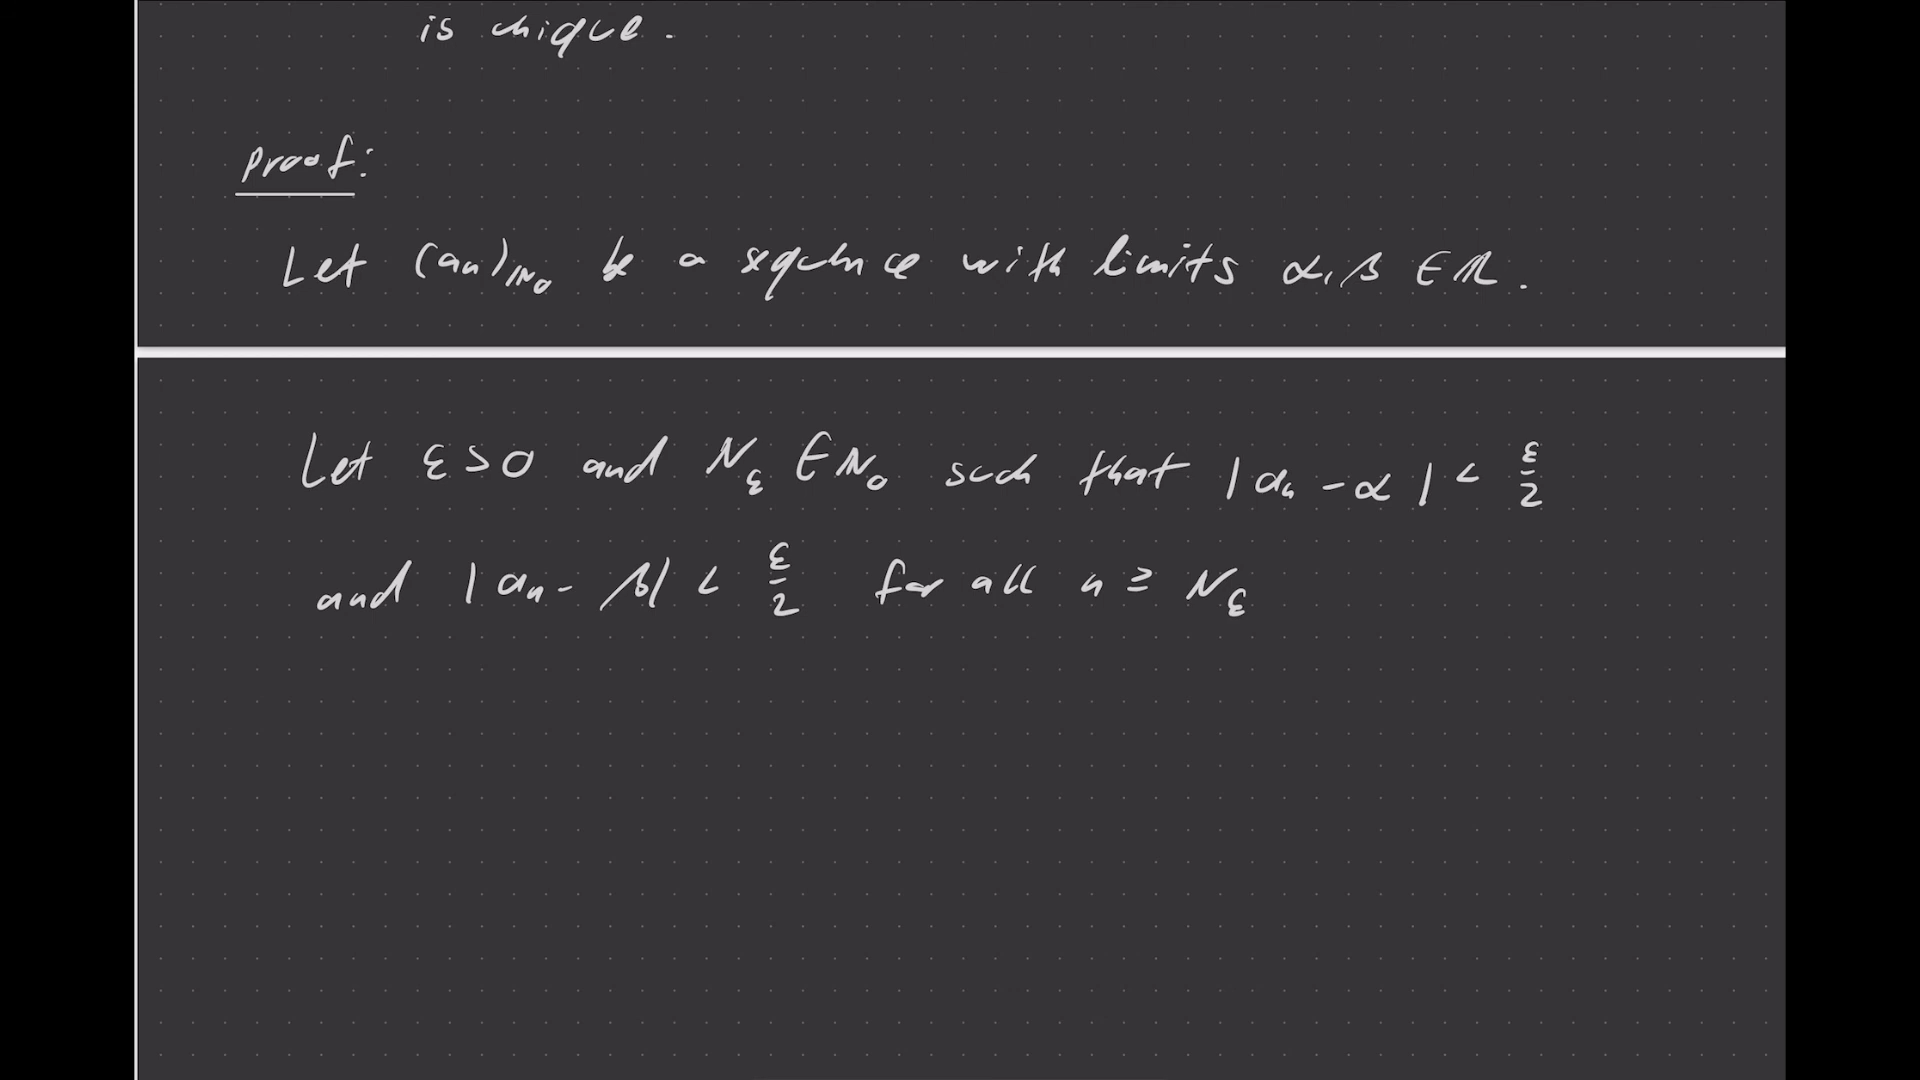 is unique.
Proof:
Let (an)ℕ₀ be a sequence with limits α, β ∈ ℝ.
Let ε > 0 and N_ε ∈ ℕ₀ such that |an - α| < ε/2
and |an - β| < ε/2 for all n ≥ N_ε